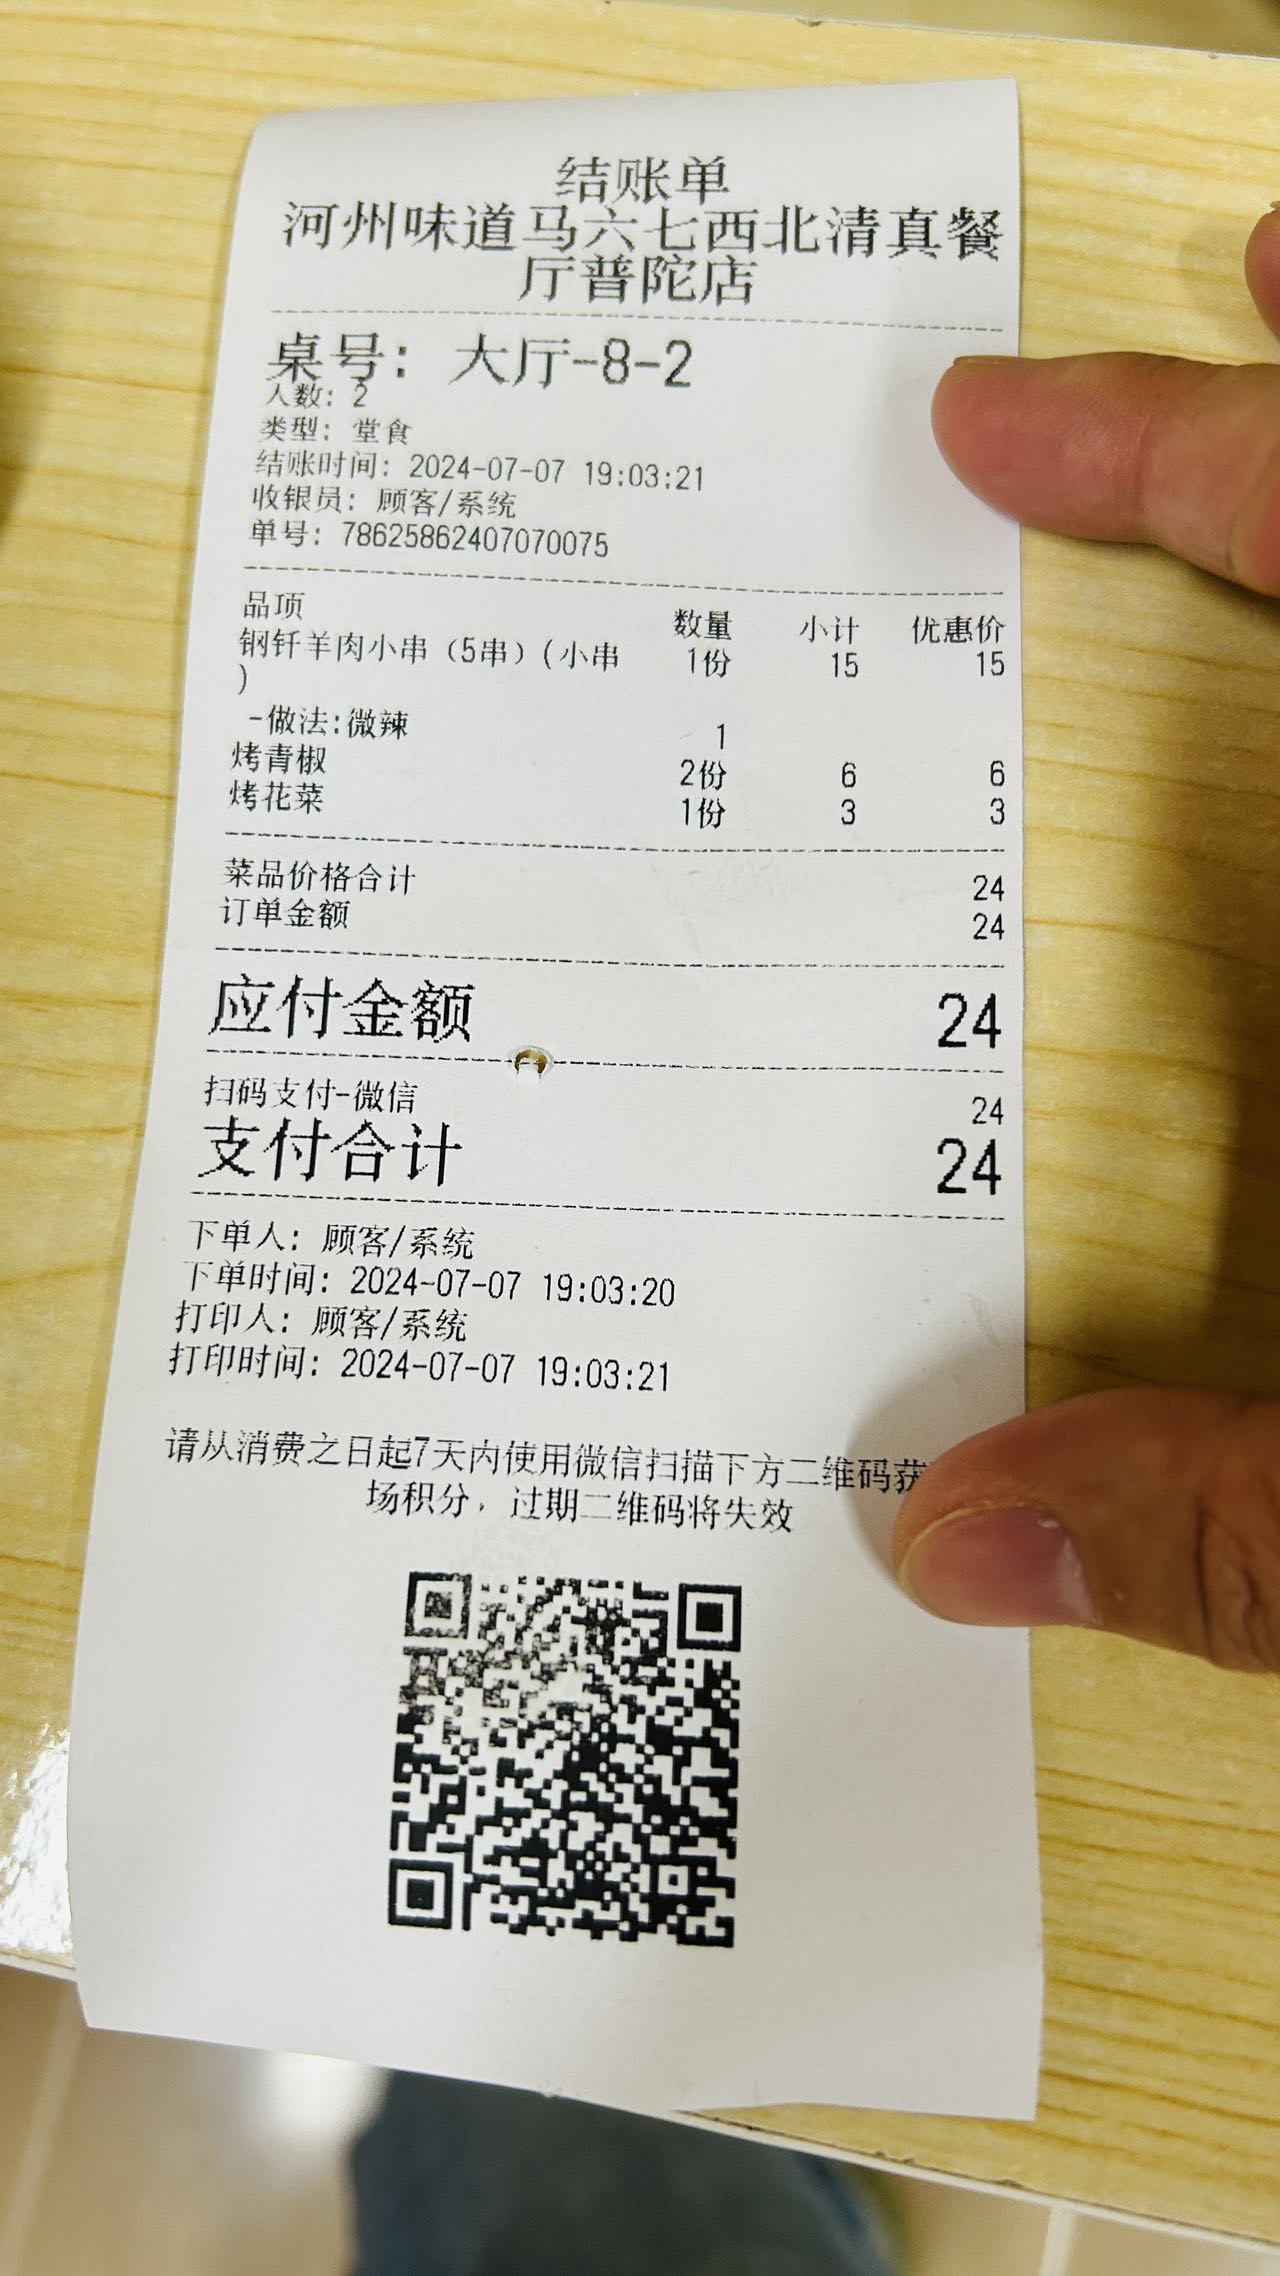 结账单
河州味道马六七西北清真餐
厅普陀店
桌号： 大厅-8-2
人数: 2
类型: 堂食
结账时间: 2024-07-07 19:03:21
收银员: 顾客/系统
单号: 78625862407070075
品项 数量 小计 优惠价
钢钎羊肉小串（5串）(小串 1份 15 15
)
-做法:微辣 1
烤青椒 2份 6 6
烤花菜 1份 3 3
菜品价格合计 24
订单金额 24
应付金额 24
扫码支付-微信 24
支付合计 24
下单人: 顾客/系统
下单时间: 2024-07-07 19:03:20
打印人: 顾客/系统
打印时间: 2024-07-07 19:03:21
请从消费之日起7天内使用微信扫描下方二维码获
场积分，过期二维码将失效